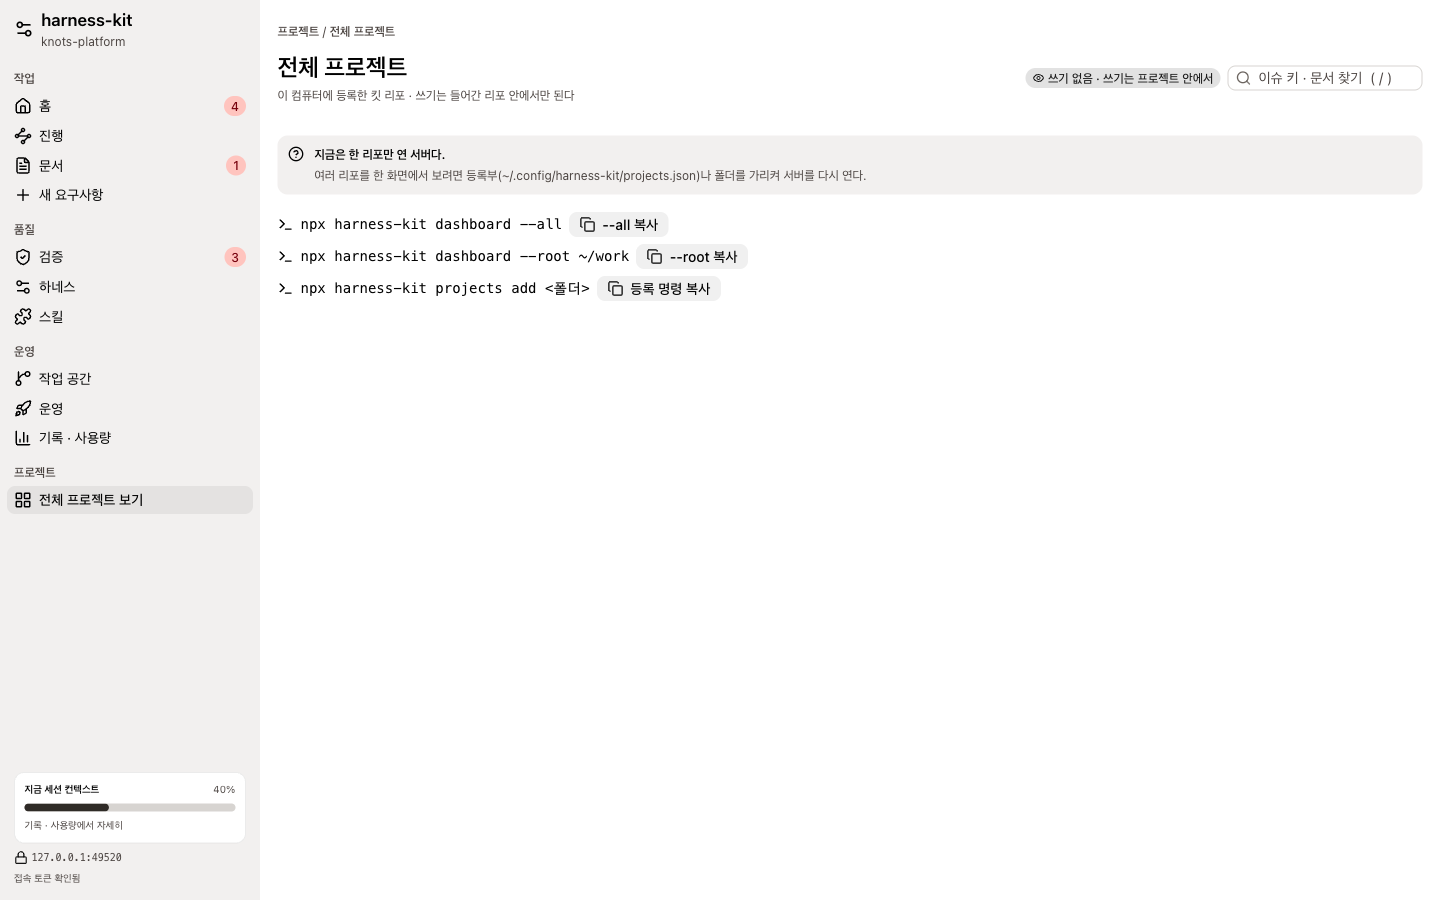 harness-kit
knots-platform
작업
홈 4
진행
문서 1
새 요구사항
품질
검증 3
하네스
스킬
운영
작업 공간
운영
기록 · 사용량
프로젝트
전체 프로젝트 보기
지금 세션 컨텍스트 40%
기록 · 사용량에서 자세히
127.0.0.1:49520
접속 토큰 확인됨
프로젝트 / 전체 프로젝트
전체 프로젝트
이 컴퓨터에 등록한 킷 리포 · 쓰기는 들어간 리포 안에서만 된다
쓰기 없음 · 쓰기는 프로젝트 안에서
이슈 키 · 문서 찾기 ( / )
지금은 한 리포만 연 서버다.
여러 리포를 한 화면에서 보려면 등록부(~/.config/harness-kit/projects.json)나 폴더를 가리켜 서버를 다시 연다.
npx harness-kit dashboard --all --all 복사
npx harness-kit dashboard --root ~/work --root 복사
npx harness-kit projects add <폴더> 등록 명령 복사